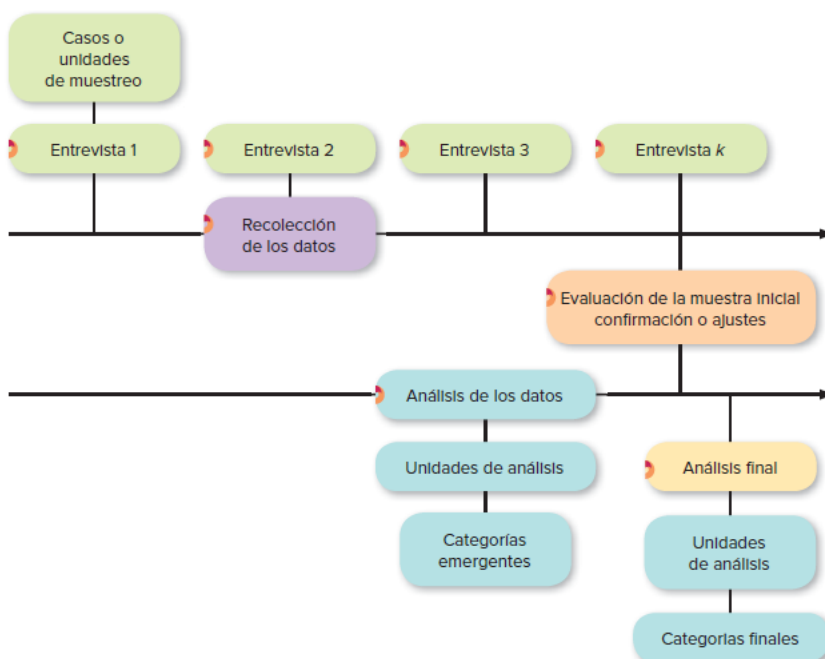 Casos o
unidades
de muestreo
Entrevista 1
Entrevista 2
Entrevista 3
Entrevista k
Recolección
de los datos
Evaluación de la muestra inicial
confirmación o ajustes
Análisis de los datos
Unidades de análisis
Categorías
emergentes
Análisis final
Unidades
de análisis
Categorías finales